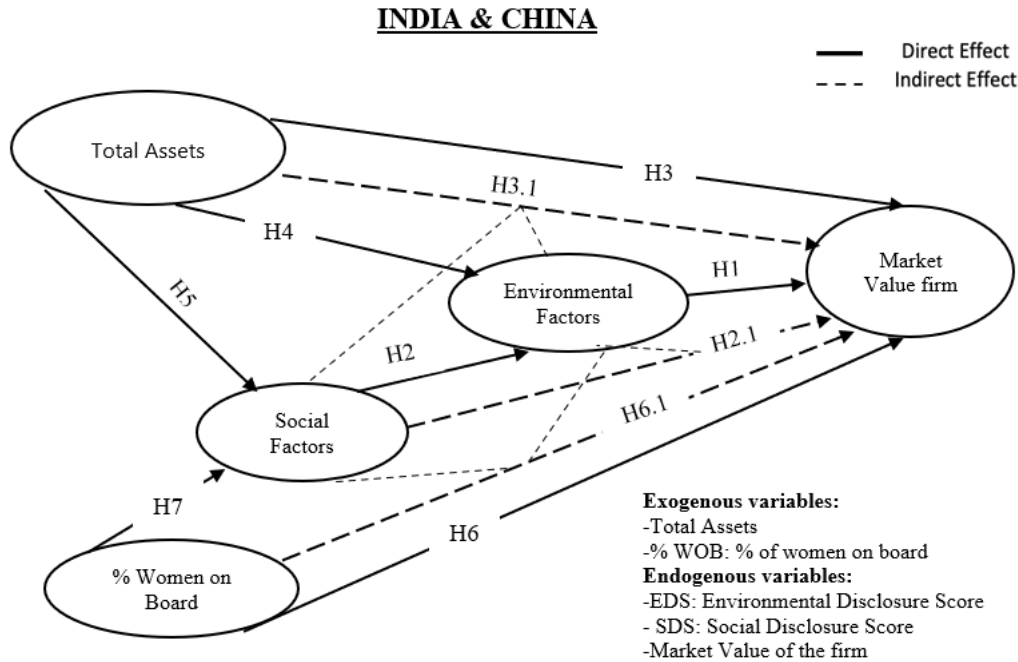 INDIA & CHINA
Direct Effect
Indirect Effect
Total Assets
H3
H3.1
H4
Market
Value firm
H1
Environmental
Factors
H5
H2
H2.1
H6.1
Social
Factors
H7
H6
% Women on
Board
Exogenous variables:
-Total Assets
-% WOB: % of women on board
Endogenous variables:
-EDS: Environmental Disclosure Score
- SDS: Social Disclosure Score
-Market Value of the firm